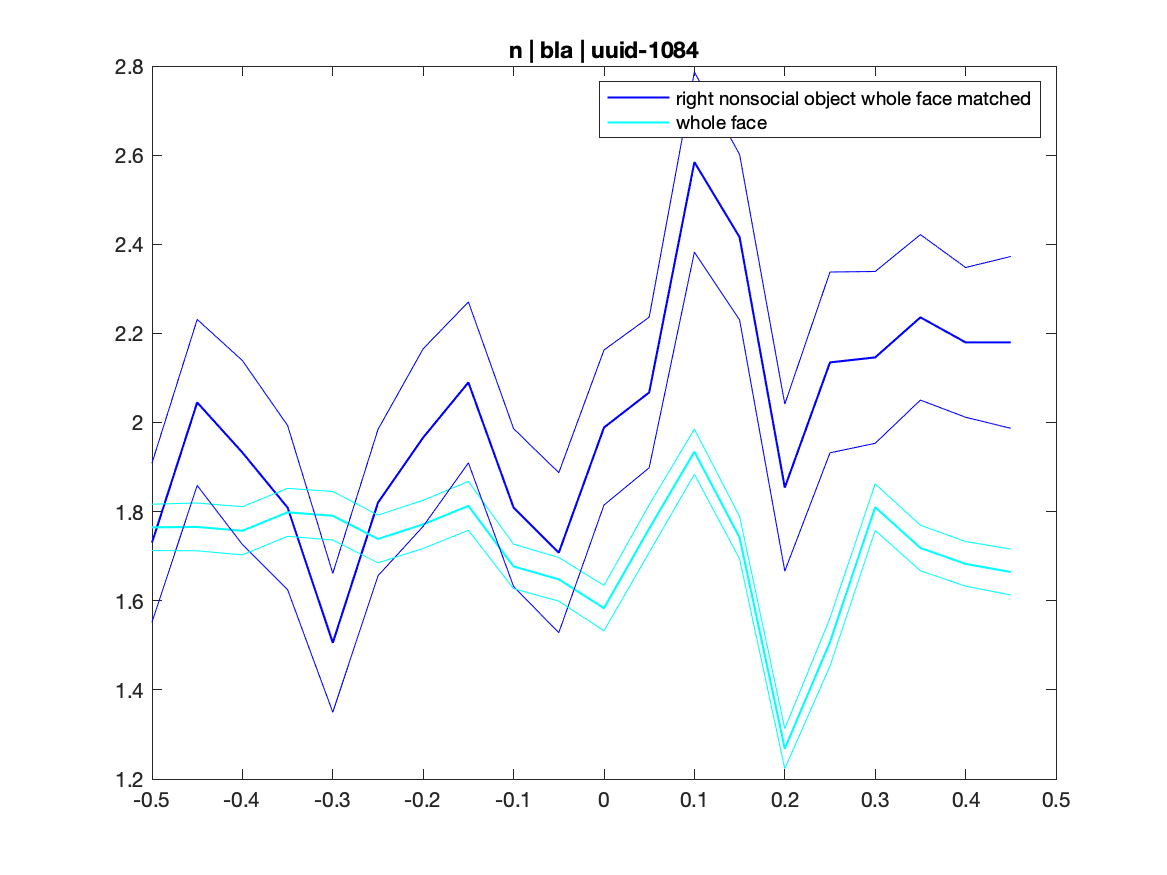 n | bla | uuid-1084
right nonsocial object whole face matched
whole face
2.8
2.6
2.4
2.2
2
1.8
1.6
1.4
1.2
-0.5 -0.4 -0.3 -0.2 -0.1 0 0.1 0.2 0.3 0.4 0.5